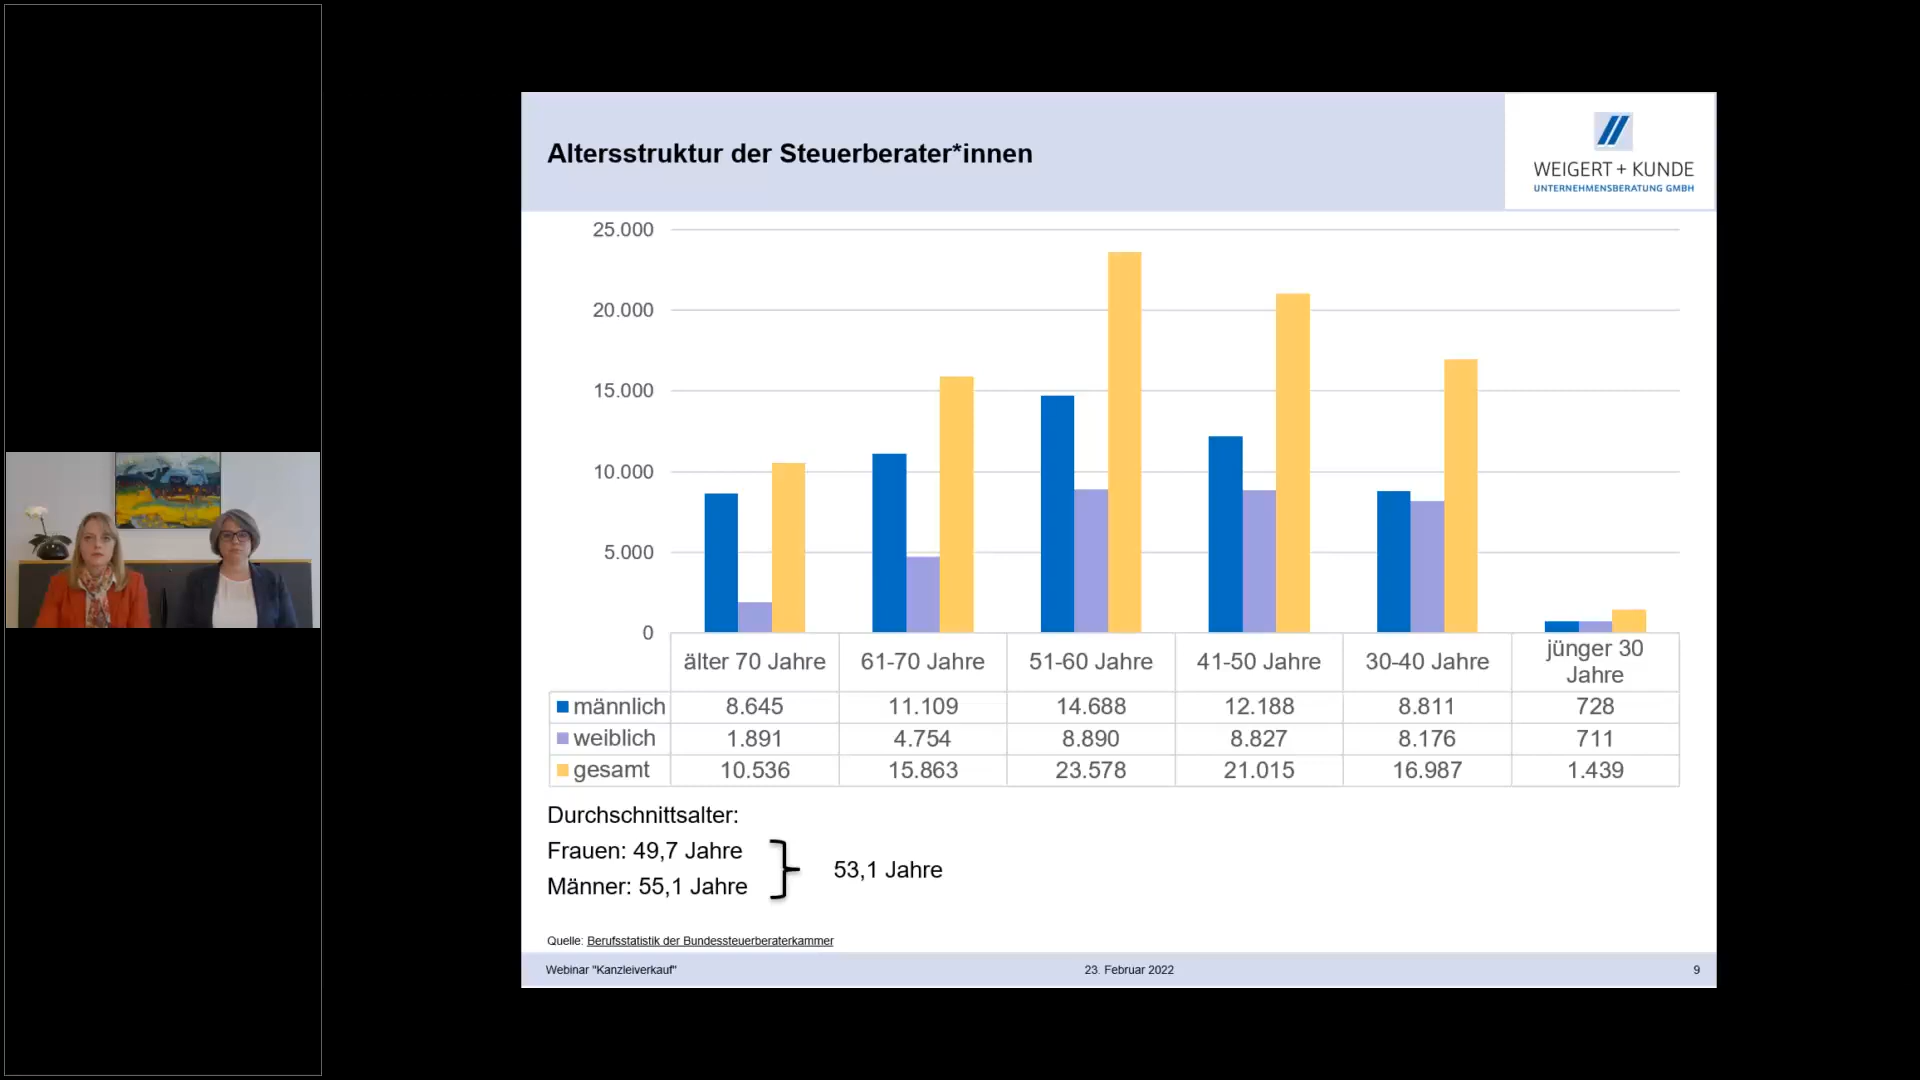 Altersstruktur der Steuerberater*innen
WEIGERT + KUNDE
UNTERNEHMENSBERATUNG GMBH
25.000
20.000
15.000
10.000
5.000
0
älter 70 Jahre 61-70 Jahre 51-60 Jahre 41-50 Jahre 30-40 Jahre jünger 30
Jahre
männlich 8.645 11.109 14.688 12.188 8.811 728
weiblich 1.891 4.754 8.890 8.827 8.176 711
gesamt 10.536 15.863 23.578 21.015 16.987 1.439
Durchschnittsalter:
Frauen: 49,7 Jahre
Männer: 55,1 Jahre
53,1 Jahre
Quelle: Berufsstatistik der Bundessteuerberaterkammer
Webinar "Kanzleiverkauf" 23. Februar 2022 9